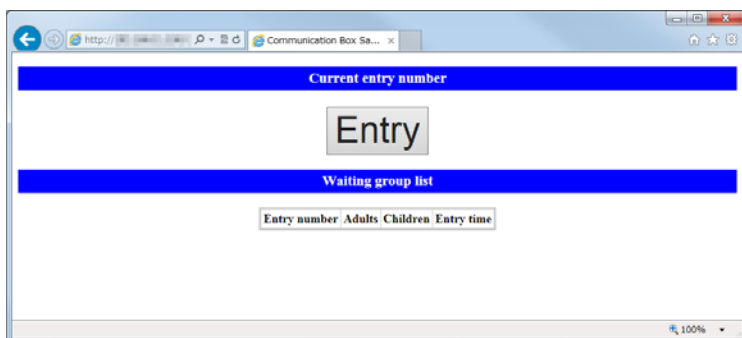 http://
Communication Box Sa...
Current entry number
Entry
Waiting group list
Entry number Adults Children Entry time
100%